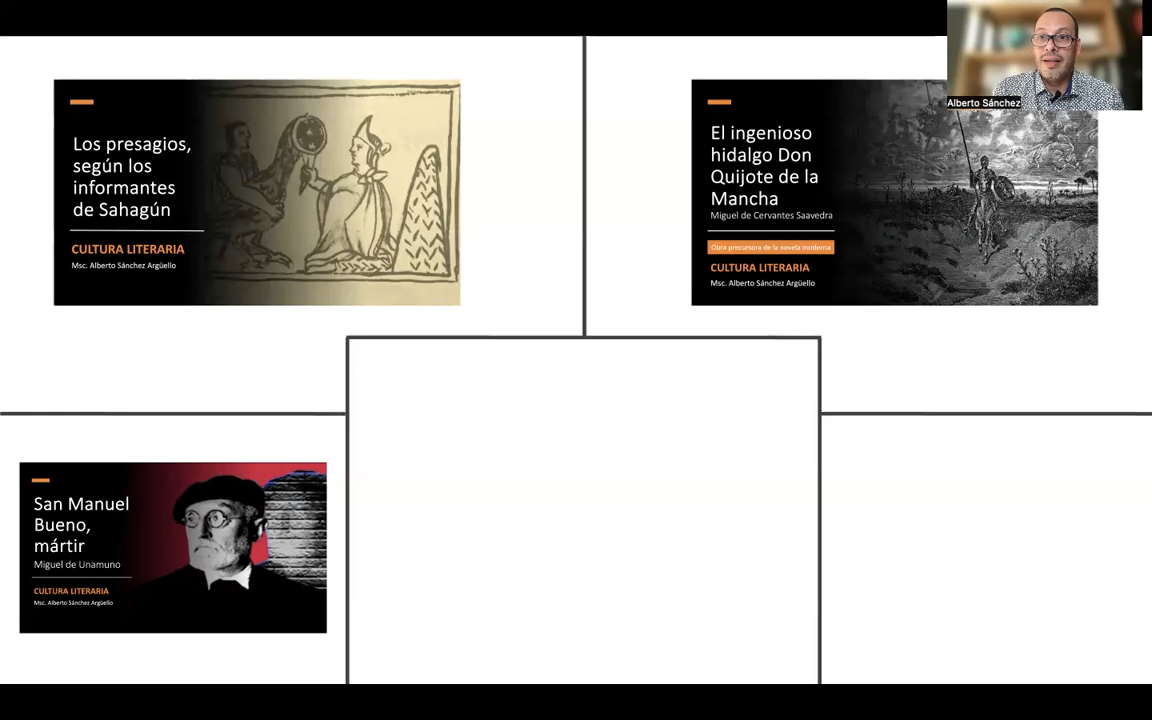 Los presagios,
según los
informantes
de Sahagún
CULTURA LITERARIA
Msc. Alberto Sánchez Argüello
El ingenioso
hidalgo Don
Quijote de la
Mancha
Miguel de Cervantes Saavedra
Obra precursora de la novela moderna
CULTURA LITERARIA
Msc. Alberto Sánchez Argüello
Alberto Sánchez
San Manuel
Bueno,
mártir
Miguel de Unamuno
CULTURA LITERARIA
Msc. Alberto Sánchez Argüello